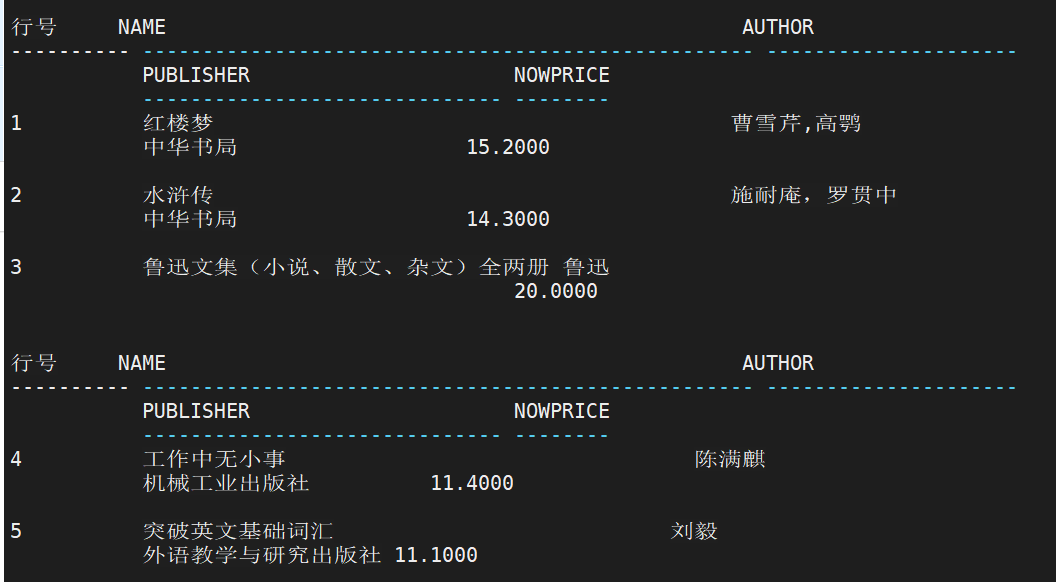 行号 NAME AUTHOR
---------- --------------------------------------------------- ---------------------
PUBLISHER NOWPRICE
------------------------------ --------
1 红楼梦 曹雪芹,高鹗
中华书局 15.2000
2 水浒传 施耐庵，罗贯中
中华书局 14.3000
3 鲁迅文集（小说、散文、杂文）全两册 鲁迅
20.0000
行号 NAME AUTHOR
---------- --------------------------------------------------- ---------------------
PUBLISHER NOWPRICE
------------------------------ --------
4 工作中无小事 陈满麒
机械工业出版社 11.4000
5 突破英文基础词汇 刘毅
外语教学与研究出版社 11.1000